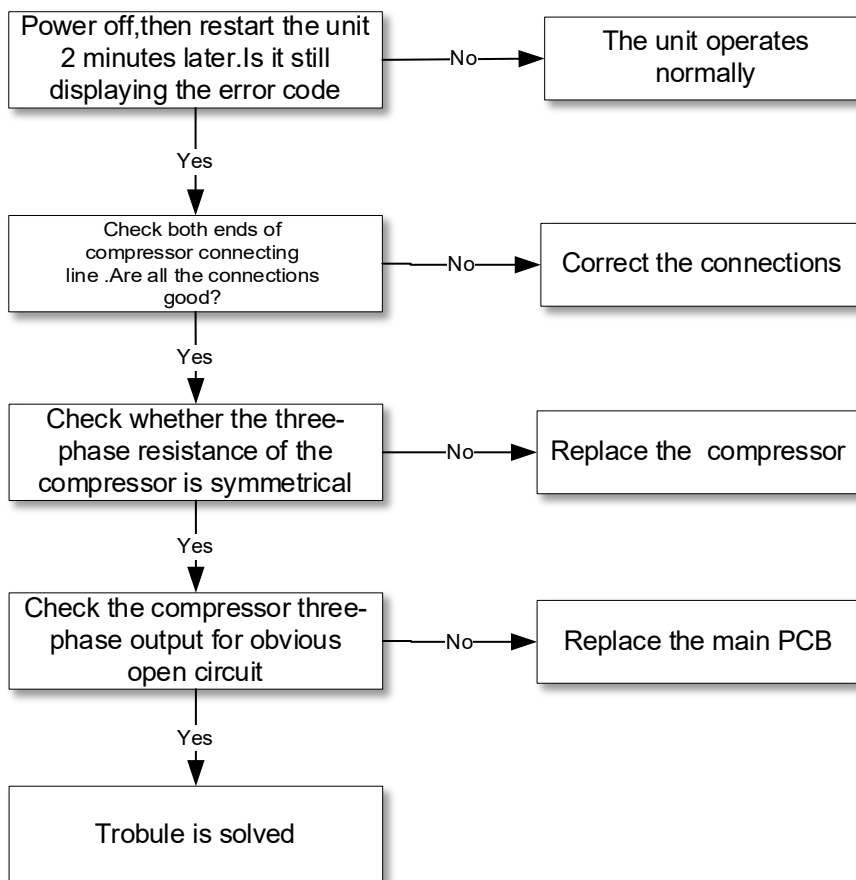 Power off,then restart the unit
2 minutes later.Is it still
displaying the error code
No
The unit operates
normally
Yes
Check both ends of
compressor connecting
line .Are all the connections
good?
No
Correct the connections
Yes
Check whether the three-
phase resistance of the
compressor is symmetrical
No
Replace the  compressor
Yes
Check the compressor three-
phase output for obvious
open circuit
No
Replace the main PCB
Yes
Trobule is solved